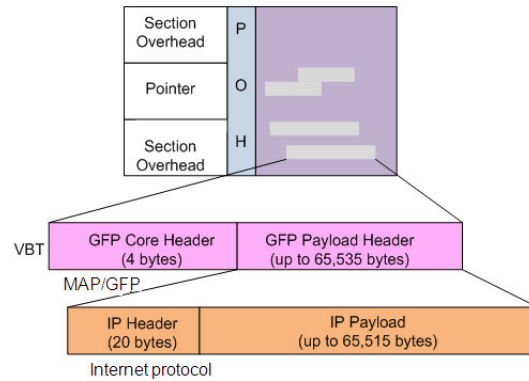 Section
Overhead
P
Pointer
O
Section
Overhead
H
VBT
GFP Core Header
(4 bytes)
GFP Payload Header
(up to 65,535 bytes)
MAP/GFP
IP Header
(20 bytes)
IP Payload
(up to 65,515 bytes)
Internet protocol